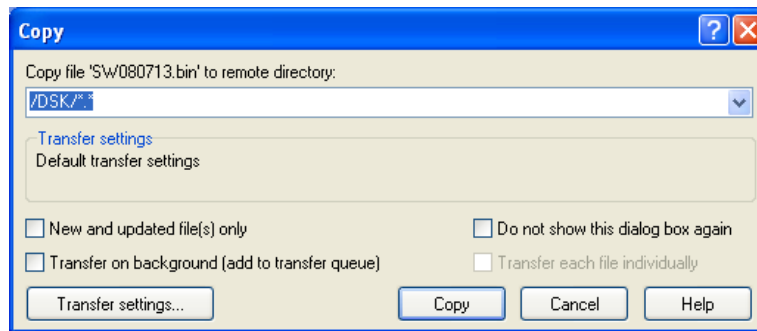 Copy
Copy file 'SW080713.bin' to remote directory:
/DSK/*.*
Transfer settings
Default transfer settings
New and updated file(s) only
Do not show this dialog box again
Transfer on background (add to transfer queue)
Transfer each file individually
Transfer settings...
Copy
Cancel
Help